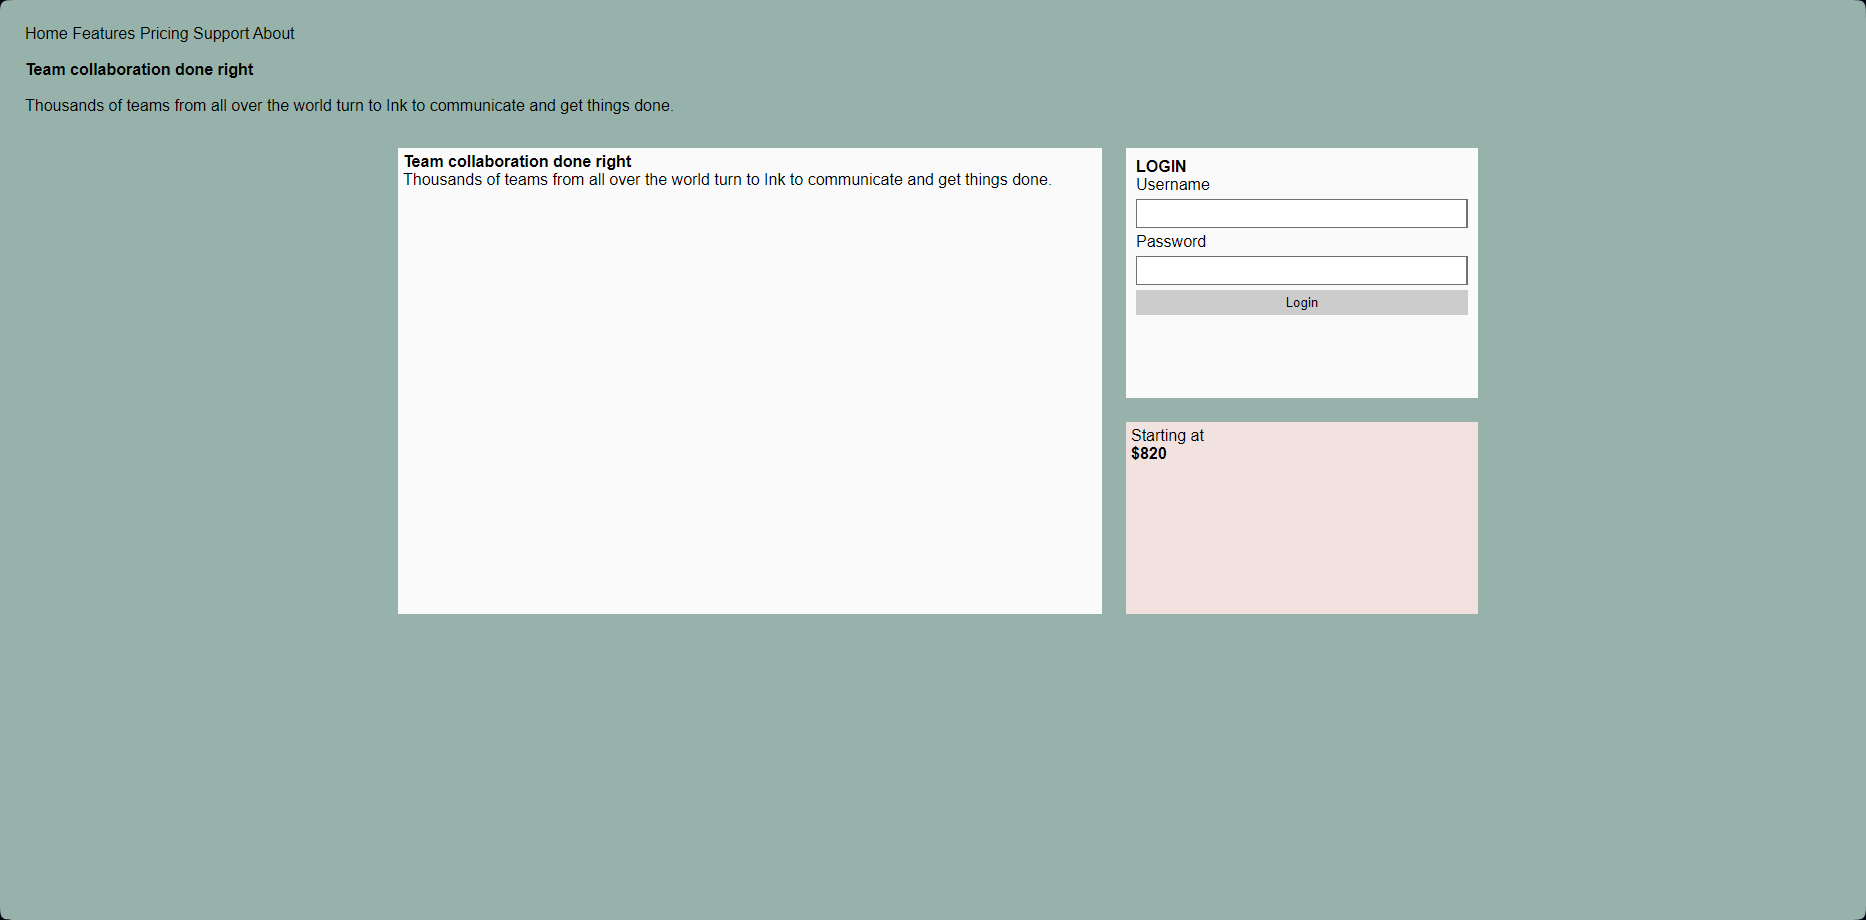 Home Features Pricing Support About
Team collaboration done right
Thousands of teams from all over the world turn to Ink to communicate and get things done.
Team collaboration done right
Thousands of teams from all over the world turn to Ink to communicate and get things done.
LOGIN
Username
Password
Login
Starting at
$820